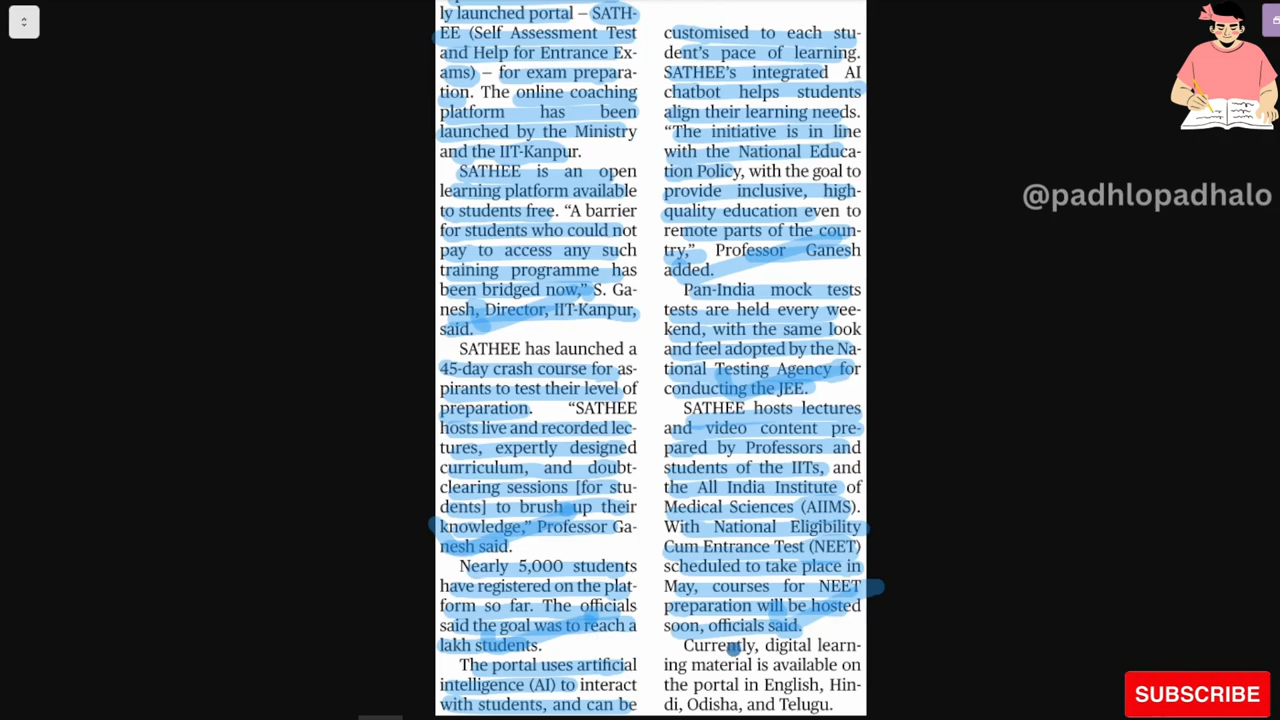 ly launched portal – SATH-
EE (Self Assessment Test
and Help for Entrance Ex-
ams) – for exam prepara-
tion. The online coaching
platform has been
launched by the Ministry
and the IIT-Kanpur.
SATHEE is an open
learning platform available
to students free. “A barrier
for students who could not
pay to access any such
training programme has
been bridged now,” S. Ga-
nesh, Director, IIT-Kanpur,
said.
SATHEE has launched a
45-day crash course for as-
pirants to test their level of
preparation. “SATHEE
hosts live and recorded lec-
tures, expertly designed
curriculum, and doubt-
clearing sessions [for stu-
dents] to brush up their
knowledge,” Professor Ga-
nesh said.
Nearly 5,000 students
have registered on the plat-
form so far. The officials
said the goal was to reach a
lakh students.
The portal uses artificial
intelligence (AI) to interact
with students, and can be
customised to each stu-
dent’s pace of learning.
SATHEE’s integrated AI
chatbot helps students
align their learning needs.
“The initiative is in line
with the National Educa-
tion Policy, with the goal to
provide inclusive, high-
quality education even to
remote parts of the coun-
try,” Professor Ganesh
added.
Pan-India mock tests
tests are held every wee-
kend, with the same look
and feel adopted by the Na-
tional Testing Agency for
conducting the JEE.
SATHEE hosts lectures
and video content pre-
pared by Professors and
students of the IITs, and
the All India Institute of
Medical Sciences (AIIMS).
With National Eligibility
Cum Entrance Test (NEET)
scheduled to take place in
May, courses for NEET
preparation will be hosted
soon, officials said.
Currently, digital learn-
ing material is available on
the portal in English, Hin-
di, Odisha, and Telugu.
@padhlopadhalo
SUBSCRIBE